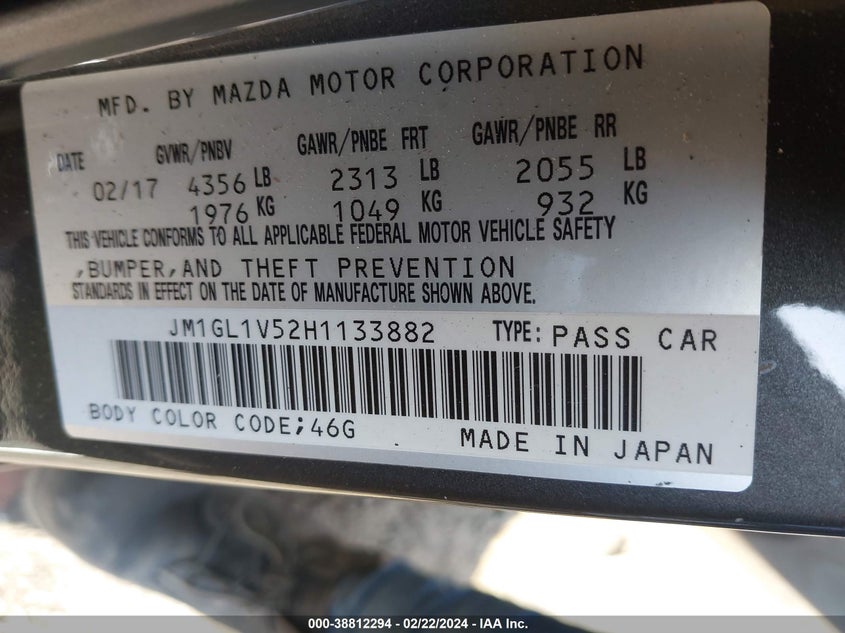 MFD. BY MAZDA MOTOR CORPORATION
DATE GVWR/PNBV GAWR/PNBE FRT GAWR/PNBE RR
02/17 4356 LB 2313 LB 2055 LB
1976 KG 1049 KG 932 KG
THIS VEHICLE CONFORMS TO ALL APPLICABLE FEDERAL MOTOR VEHICLE SAFETY
,BUMPER,AND THEFT PREVENTION
STANDARDS IN EFFECT ON THE DATE OF MANUFACTURE SHOWN ABOVE.
JM1GL1V52H1133882 TYPE: PASS CAR
BODY COLOR CODE;46G MADE IN JAPAN
000-38812294 - 02/22/2024 - IAA Inc.